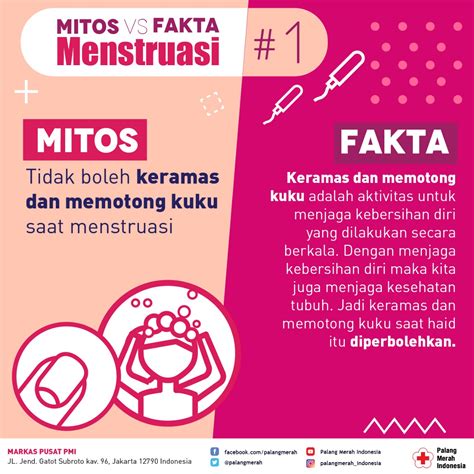 MITOS VS FAKTA
Menstruasi
#1
MITOS
Tidak boleh keramas
dan memotong kuku
saat menstruasi
FAKTA
Keramas dan memotong
kuku adalah aktivitas untuk
menjaga kebersihan diri
yang dilakukan secara
berkala. Dengan menjaga
kebersihan diri maka kita
juga menjaga kesehatan
tubuh. Jadi keramas dan
memotong kuku saat haid
itu diperbolehkan.
MARKAS PUSAT PMI
JL. Jend. Gatot Subroto kav. 96, Jakarta 12790 Indonesia
facebook.com/palangmerah
@palangmerah
Palang Merah Indonesia
palangmerah_indonesia
Palang
Merah
Indonesia